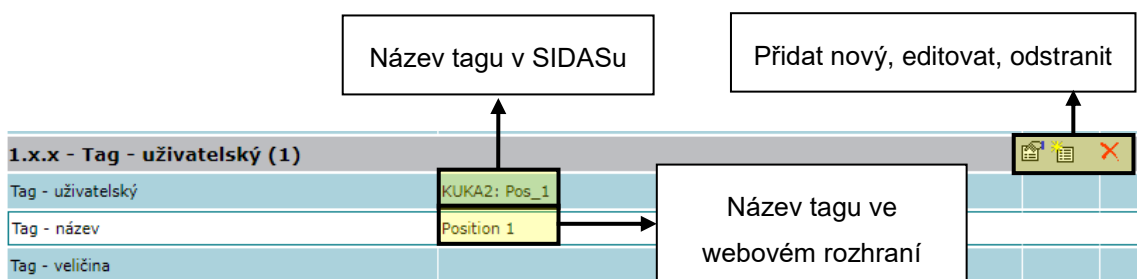 Název tagu v SIDASu
Přidat nový, editovat, odstranit
1.x.x - Tag - uživatelský (1)
Tag - uživatelský
KUKA2: Pos_1
Tag - název
Position 1
Název tagu ve
webovém rozhraní
Tag - veličina